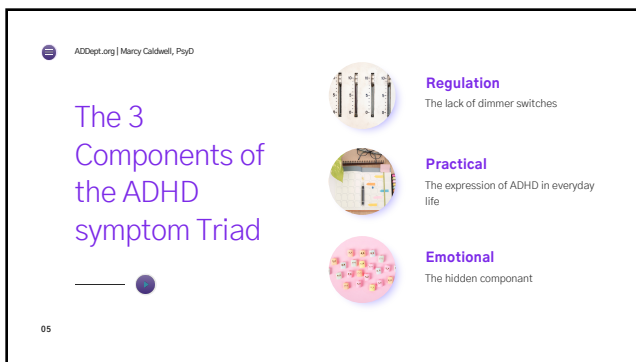 ADDept.org | Marcy Caldwell, PsyD
The 3
Components of
the ADHD
symptom Triad
Regulation
The lack of dimmer switches
Practical
The expression of ADHD in everyday
life
Emotional
The hidden componant
05